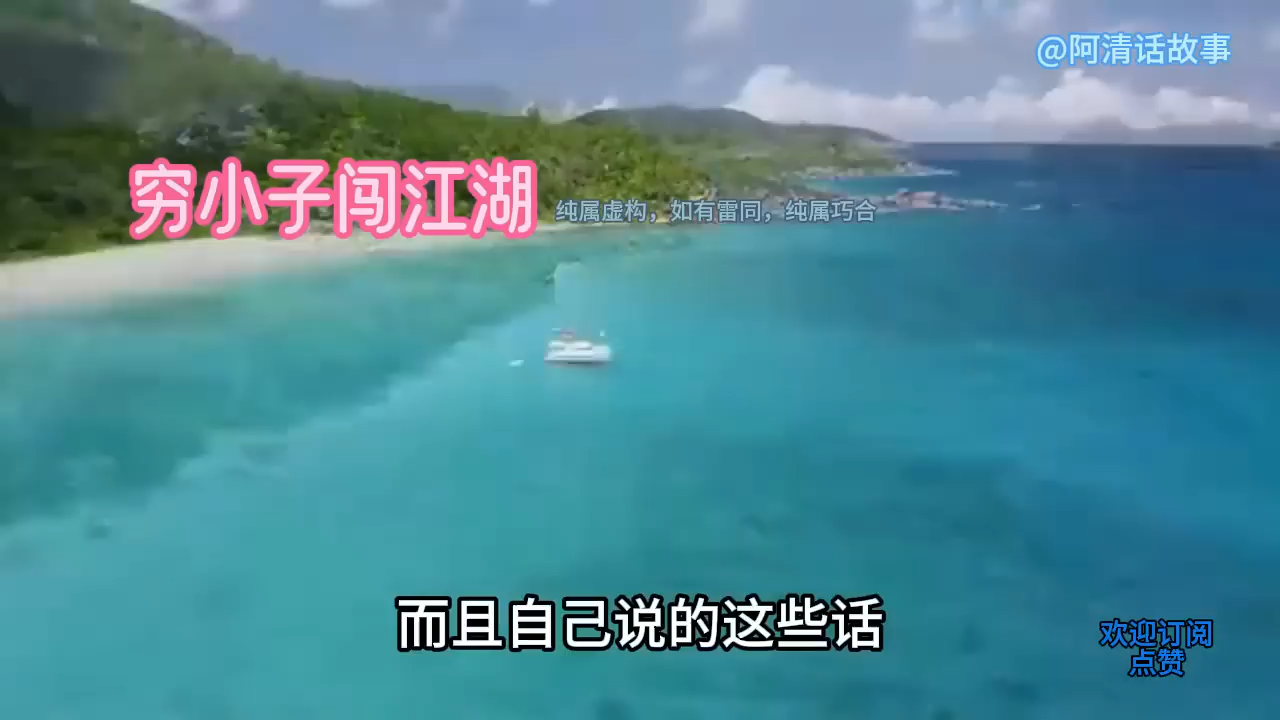 @阿清话故事
穷小子闯江湖
纯属虚构，如有雷同，纯属巧合
而且自己说的这些话
欢迎订阅
点赞